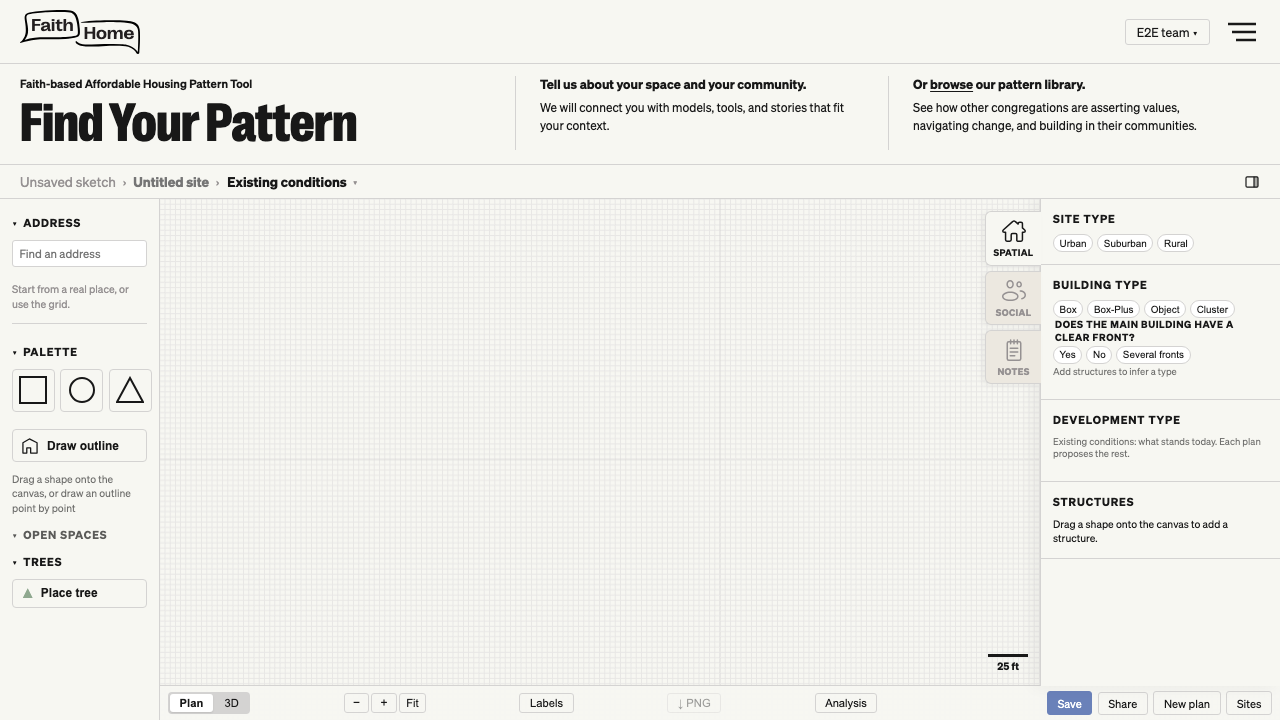 Faith
Home
E2E team ▾
Faith-based Affordable Housing Pattern Tool
Find Your Pattern
Tell us about your space and your community.
We will connect you with models, tools, and stories that fit
your context.
Or browse our pattern library.
See how other congregations are asserting values,
navigating change, and building in their communities.
Unsaved sketch › Untitled site › Existing conditions ▾
▾ ADDRESS
Find an address
Start from a real place, or
use the grid.
▾ PALETTE
Draw outline
Drag a shape onto the
canvas, or draw an outline
point by point
▾ OPEN SPACES
▾ TREES
Place tree
SPATIAL
SOCIAL
NOTES
25 ft
SITE TYPE
Urban Suburban Rural
BUILDING TYPE
Box Box-Plus Object Cluster
DOES THE MAIN BUILDING HAVE A
CLEAR FRONT?
Yes No Several fronts
Add structures to infer a type
DEVELOPMENT TYPE
Existing conditions: what stands today. Each plan
proposes the rest.
STRUCTURES
Drag a shape onto the canvas to add a
structure.
Plan 3D − + Fit Labels ↓ PNG Analysis Save Share New plan Sites